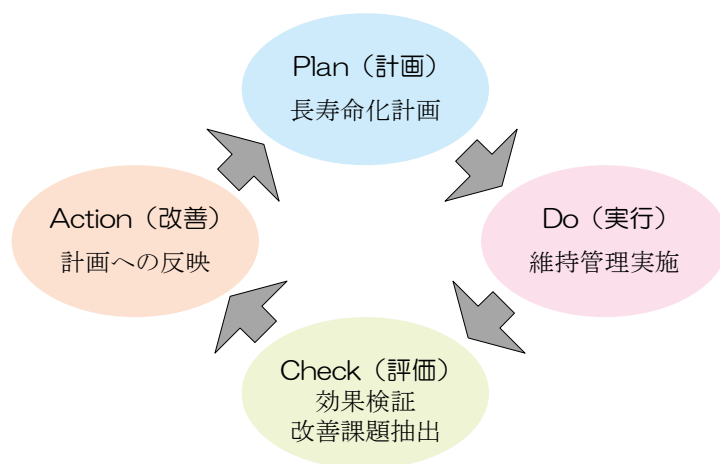 Plan（計画）
長寿命化計画
Do（実行）
維持管理実施
Check（評価）
効果検証
改善課題抽出
Action（改善）
計画への反映